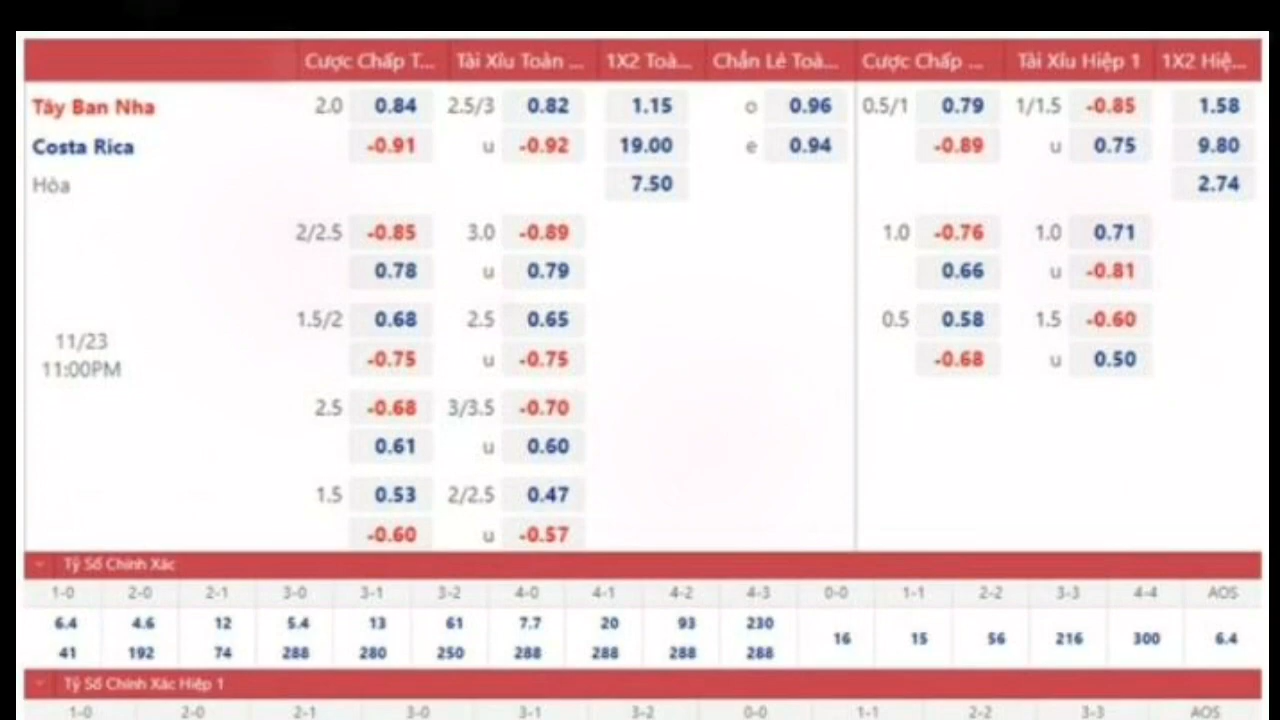 Cược Chấp T... Tài Xỉu Toàn ... 1X2 Toà... Chẵn Lẻ Toà... Cược Chấp ... Tài Xỉu Hiệp 1 1X2 Hiệ...
Tây Ban Nha 2.0 0.84 2.5/3 0.82 1.15 o 0.96 0.5/1 0.79 1/1.5 -0.85 1.58
Costa Rica -0.91 u -0.92 19.00 e 0.94 -0.89 u 0.75 9.80
Hòa 7.50 2.74
2/2.5 -0.85 3.0 -0.89 1.0 -0.76 1.0 0.71
0.78 u 0.79 0.66 u -0.81
1.5/2 0.68 2.5 0.65 0.5 0.58 1.5 -0.60
11/23
-0.75 u -0.75 -0.68 u 0.50
11:00PM
2.5 -0.68 3/3.5 -0.70
0.61 u 0.60
1.5 0.53 2/2.5 0.47
-0.60 u -0.57
Tỷ Số Chính Xác
1-0 2-0 2-1 3-0 3-1 3-2 4-0 4-1 4-2 4-3 0-0 1-1 2-2 3-3 4-4 AOS
6.4 4.6 12 5.4 13 61 7.7 20 93 230
16 15 56 216 300 6.4
41 192 74 288 280 250 288 288 288 288
Tỷ Số Chính Xác Hiệp 1
1-0 2-0 2-1 3-0 3-1 3-2 0-0 1-1 2-2 3-3 AOS